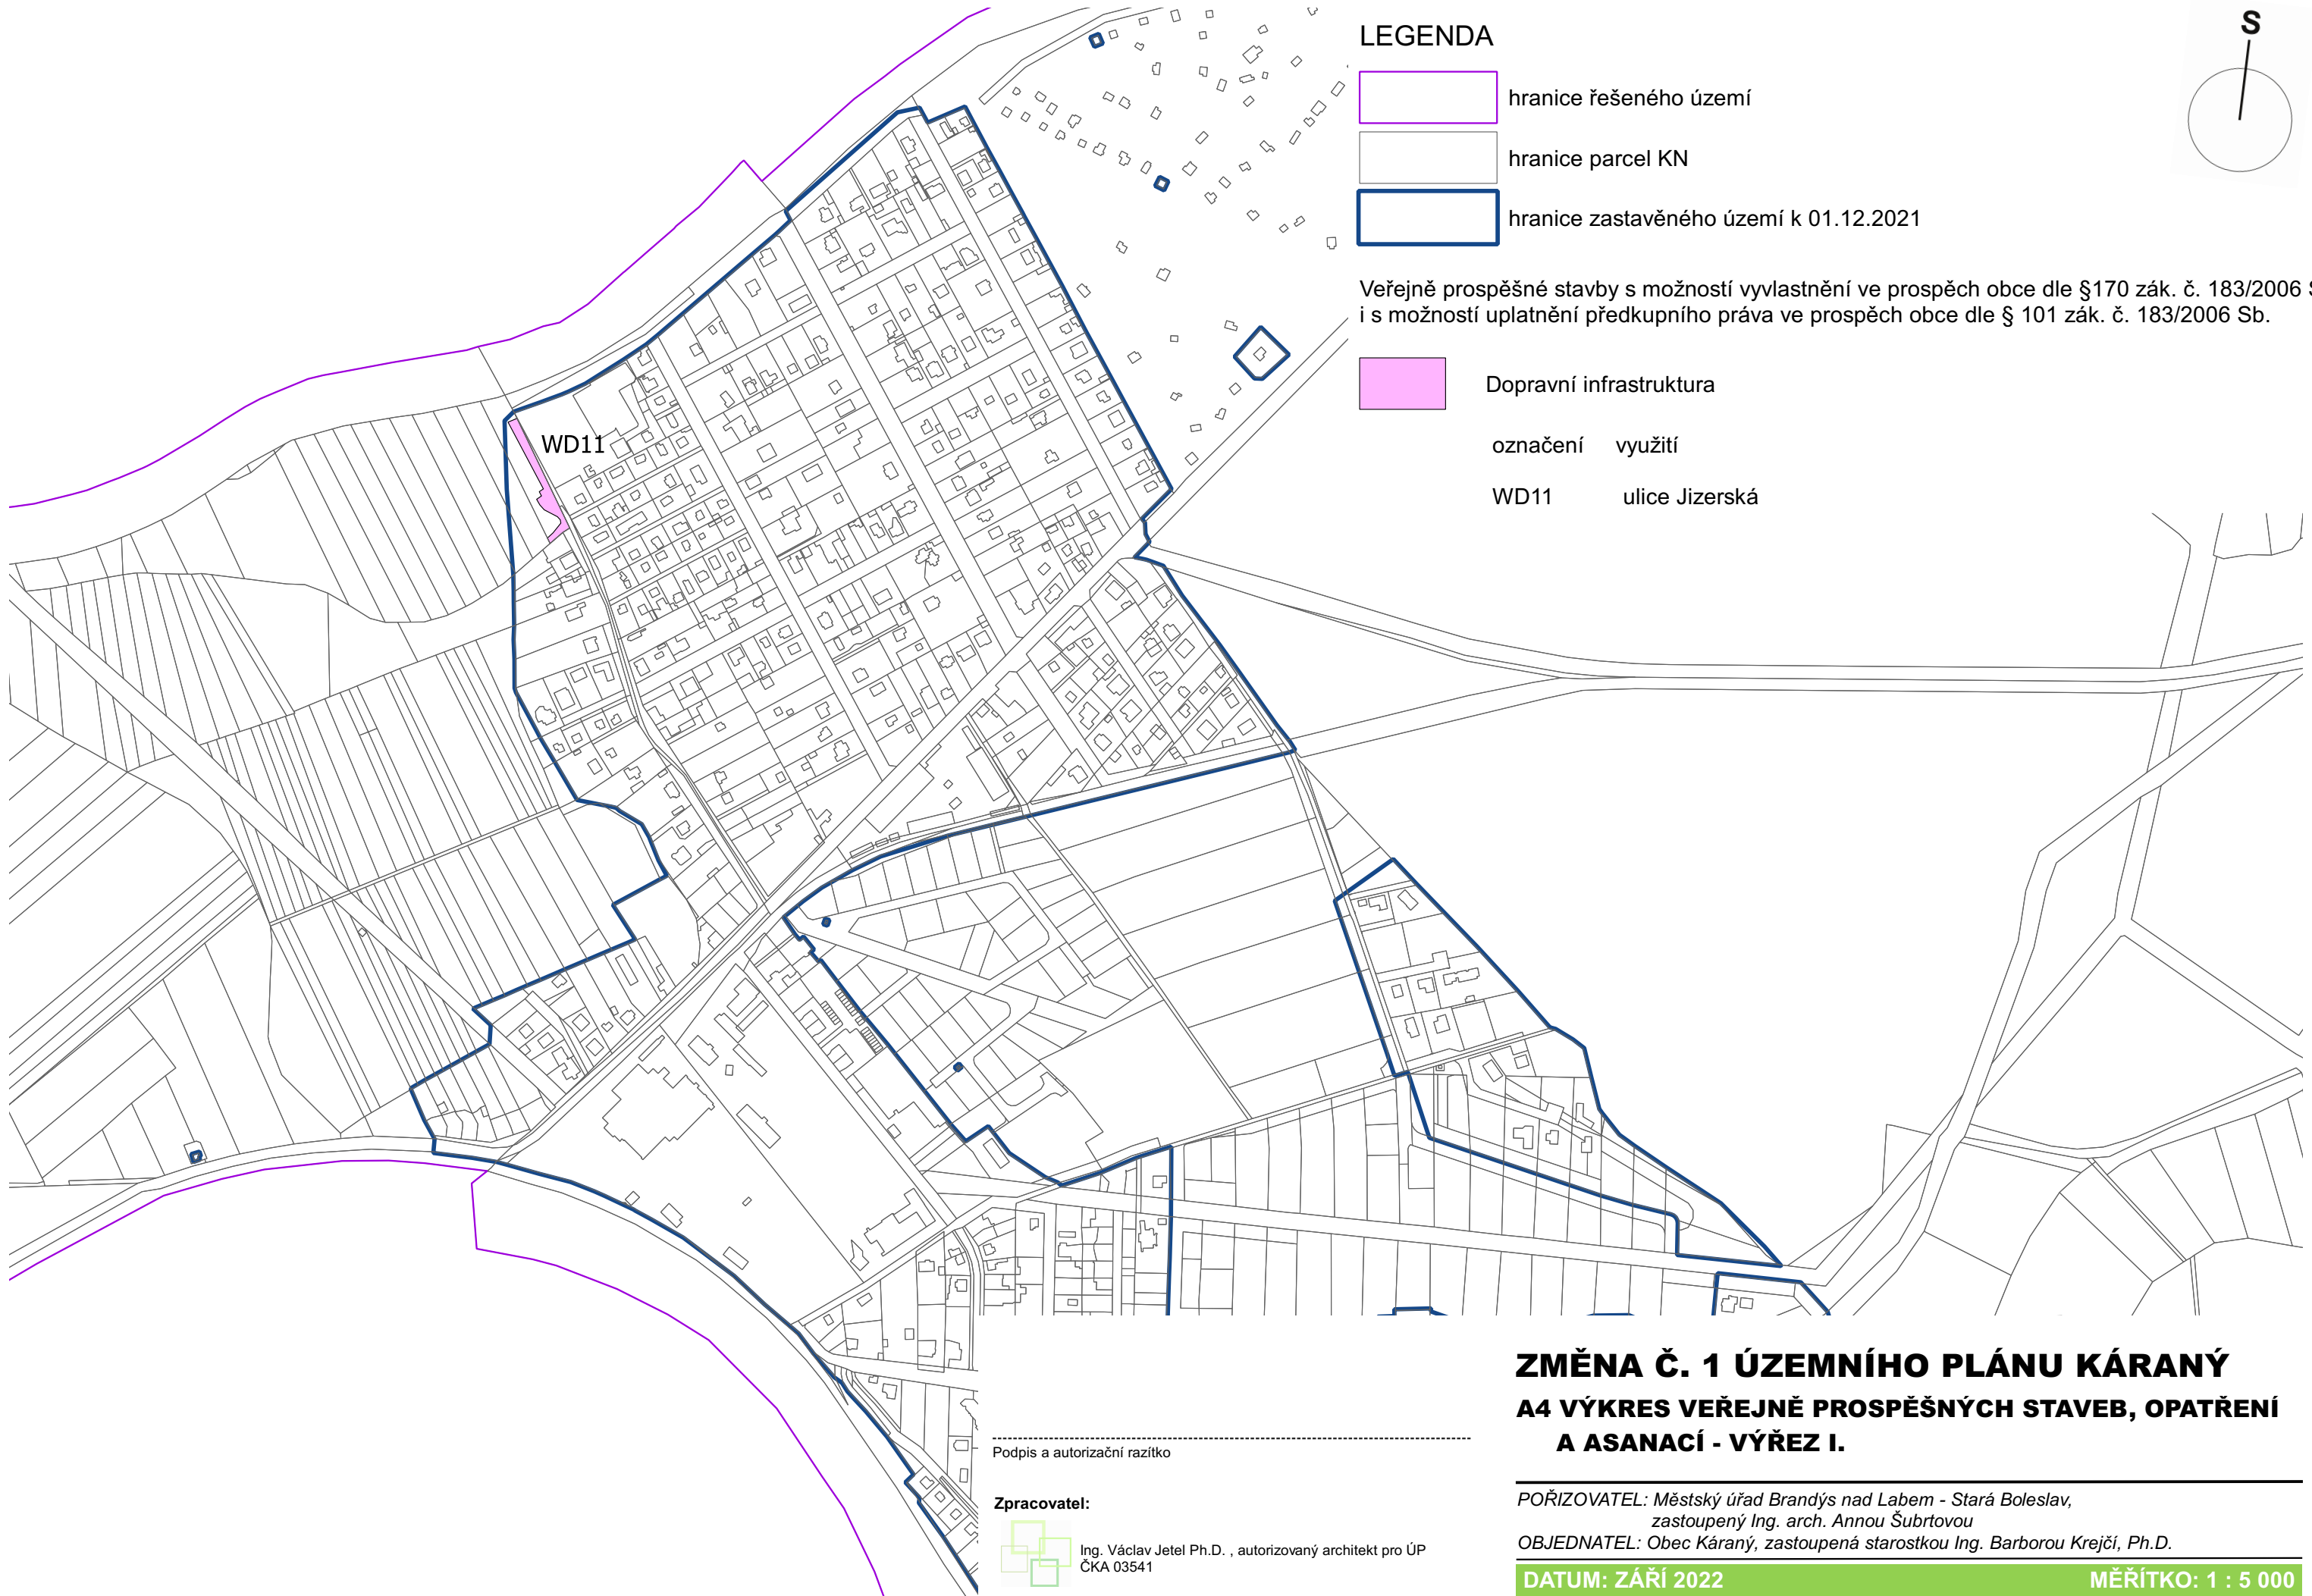 LEGENDA
S
hranice řešeného území
hranice parcel KN
hranice zastavěného území k 01.12.2021
Veřejně prospěšné stavby s možností vyvlastnění ve prospěch obce dle §170 zák. č. 183/2006
i s možností uplatnění předkupního práva ve prospěch obce dle § 101 zák. č. 183/2006 Sb.
Dopravní infrastruktura
označení využití
WD11 ulice Jizerská
WD11
ZMĚNA Č. 1 ÚZEMNÍHO PLÁNU KÁRANÝ
A4 VÝKRES VEŘEJNĚ PROSPĚŠNÝCH STAVEB, OPATŘENÍ
A ASANACÍ - VÝŘEZ I.
Podpis a autorizační razítko
Zpracovatel:
Ing. Václav Jetel Ph.D. , autorizovaný architekt pro ÚP
ČKA 03541
POŘIZOVATEL: Městský úřad Brandýs nad Labem - Stará Boleslav,
zastoupený Ing. arch. Annou Šubrtovou
OBJEDNATEL: Obec Káraný, zastoupená starostkou Ing. Barborou Krejčí, Ph.D.
DATUM: ZÁŘÍ 2022 MĚŘÍTKO: 1 : 5 000